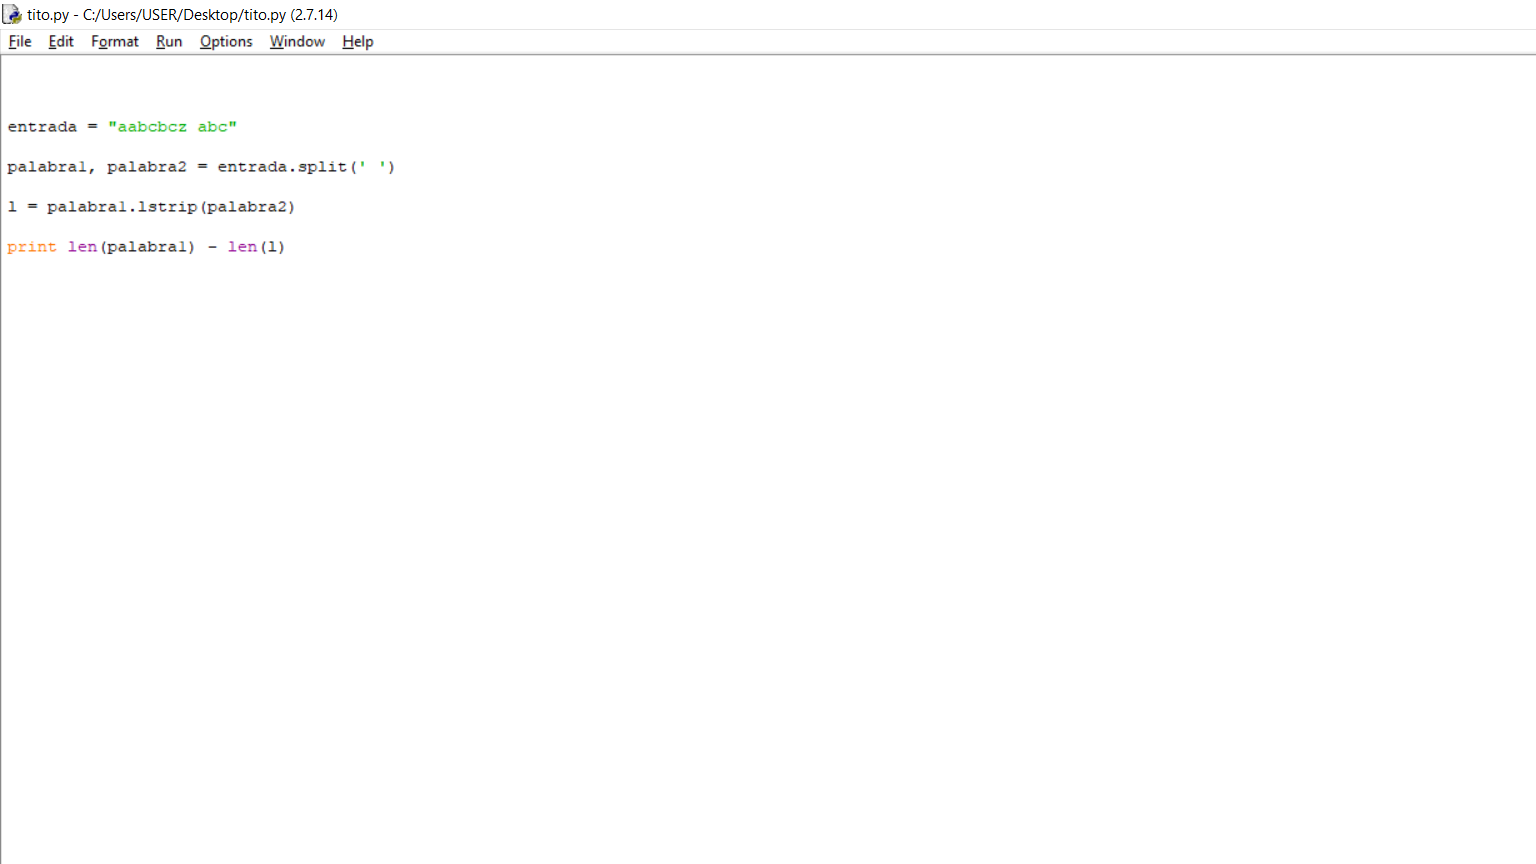 tito.py - C:/Users/USER/Desktop/tito.py (2.7.14)
File Edit Format Run Options Window Help
entrada = "aabcbcz abc"
palabra1, palabra2 = entrada.split(' ')
l = palabra1.lstrip(palabra2)
print len(palabra1) - len(l)